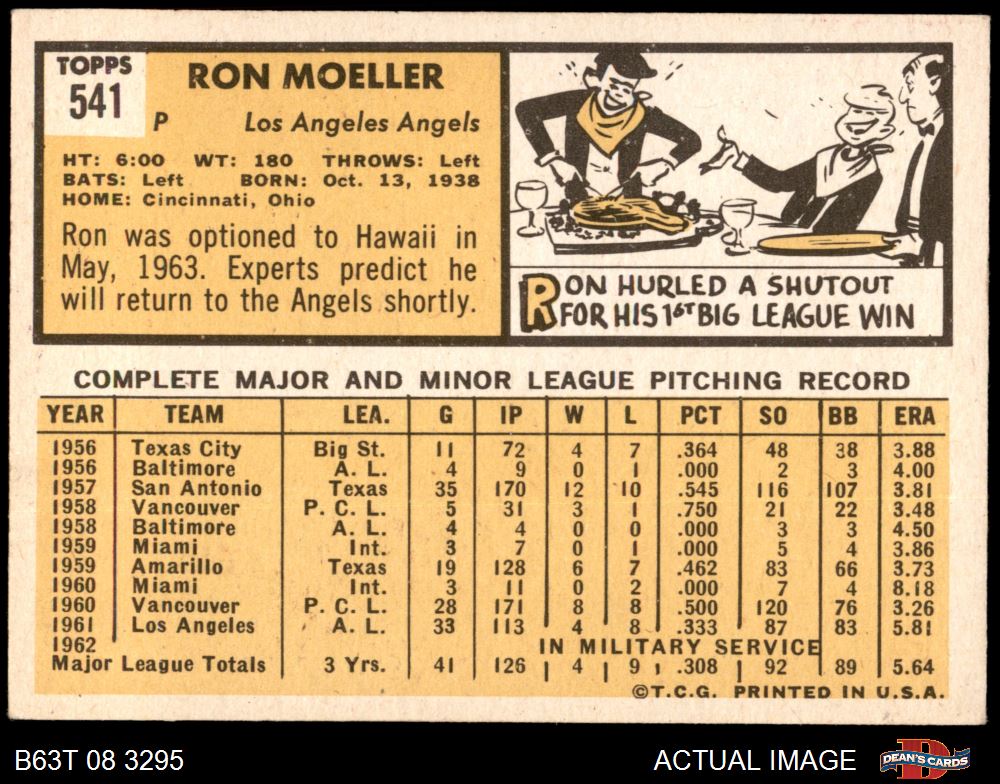 TOPPS
541
RON MOELLER
P Los Angeles Angels
HT: 6:00 WT: 180 THROWS: Left
BATS: Left BORN: Oct. 13, 1938
HOME: Cincinnati, Ohio
Ron was optioned to Hawaii in
May, 1963. Experts predict he
will return to the Angels shortly.
RON HURLED A SHUTOUT
FOR HIS 1ST BIG LEAGUE WIN
COMPLETE MAJOR AND MINOR LEAGUE PITCHING RECORD
YEAR TEAM LEA. G IP W L PCT SO BB ERA
1956 Texas City Big St. 11 72 4 7 .364 48 38 3.88
1956 Baltimore A. L. 4 9 0 1 .000 2 3 4.00
1957 San Antonio Texas 35 170 12 10 .545 116 107 3.81
1958 Vancouver P. C. L. 5 31 3 1 .750 21 22 3.48
1958 Baltimore A. L. 4 4 0 0 .000 3 3 4.50
1959 Miami Int. 3 7 0 1 .000 5 4 3.86
1959 Amarillo Texas 19 128 6 7 .462 83 66 3.73
1960 Miami Int. 3 11 0 2 .000 7 4 8.18
1960 Vancouver P. C. L. 28 171 8 8 .500 120 76 3.26
1961 Los Angeles A. L. 33 113 4 8 .333 87 83 5.81
1962 IN MILITARY SERVICE
Major League Totals 3 Yrs. 41 126 4 9 .308 92 89 5.64
©T.C.G. PRINTED IN U.S.A.
B63T 08 3295 ACTUAL IMAGE DEAN'S CARDS